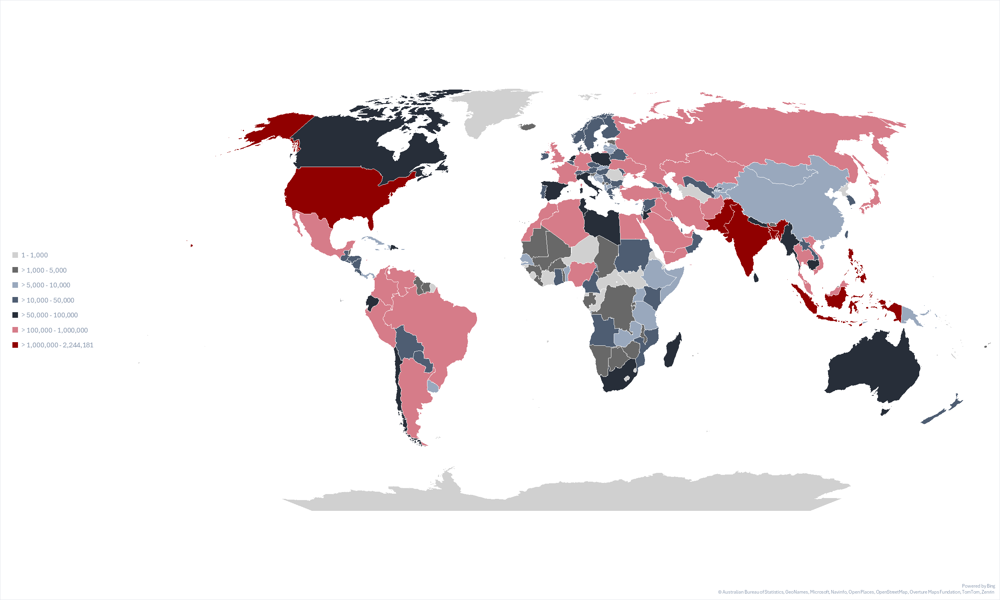 1 - 1,000
> 1,000 - 5,000
> 5,000 - 10,000
> 10,000 - 50,000
> 50,000 - 100,000
> 100,000 - 1,000,000
> 1,000,000 - 2,244,181
Powered by Bing
© Australian Bureau of Statistics, GeoNames, Microsoft, Navinfo, Open Places, OpenStreetMap, Overture Maps Fundation, TomTom, Zenrin